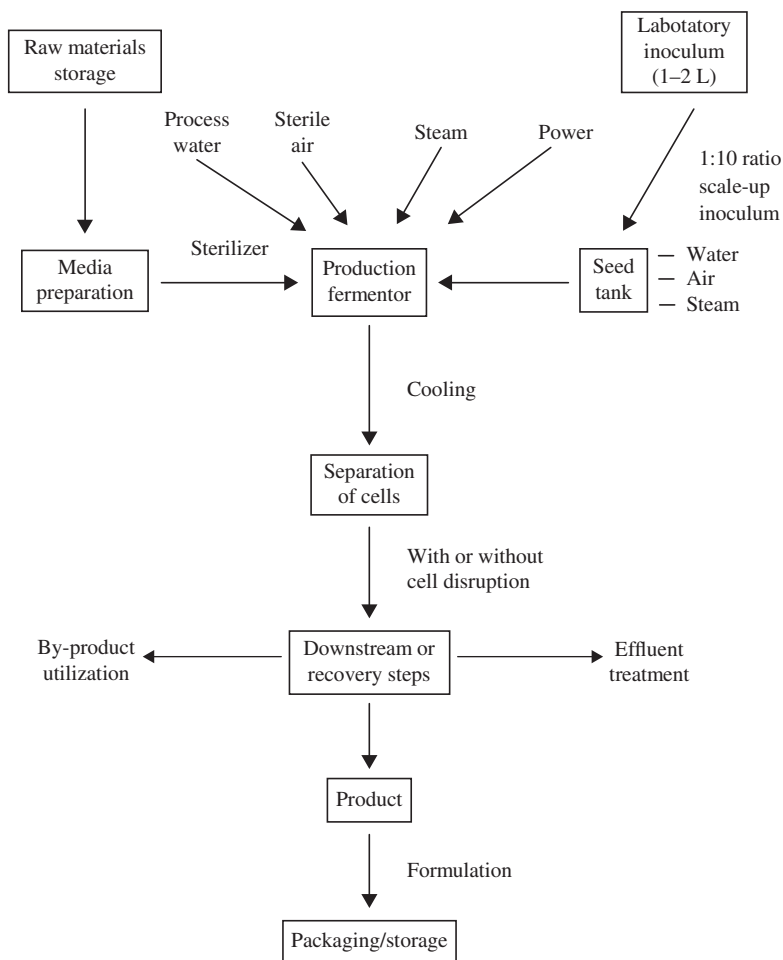 Raw materials
storage
Labotatory
inoculum
(1–2 L)
Process
water
Sterile
air
Steam
Power
1:10 ratio
scale-up
inoculum
Media
preparation
Sterilizer
Production
fermentor
Seed
tank
Water
Air
Steam
Cooling
Separation
of cells
With or without
cell disruption
By-product
utilization
Downstream or
recovery steps
Effluent
treatment
Product
Formulation
Packaging/storage